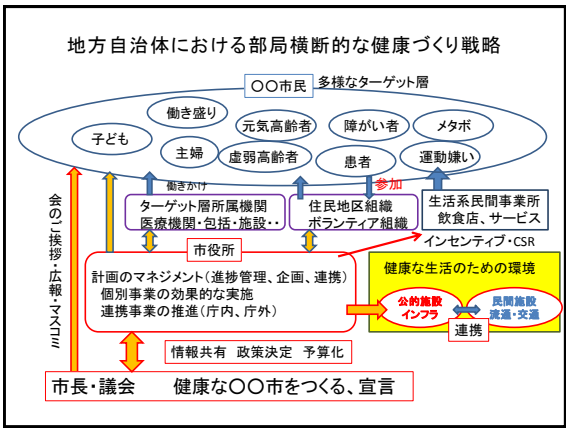 地方自治体における部局横断的な健康づくり戦略
〇〇市民
多様なターゲット層
働き盛り
子ども
元気高齢者
障がい者
メタボ
主婦
虚弱高齢者
患者
運動嫌い
働きかけ
参加
ターゲット層所属機関
医療機関・包括・施設・・
住民地区組織
ボランティア組織
生活系民間事業所
飲食店、サービス
会のご挨拶・広報・マスコミ
市役所
インセンティブ・CSR
計画のマネジメント(進捗管理、企画、連携)
個別事業の効果的な実施
連携事業の推進(庁内、庁外)
健康な生活のための環境
公的施設
インフラ
民間施設
流通・交通
連携
情報共有 政策決定 予算化
市長・議会 健康な〇〇市をつくる、宣言